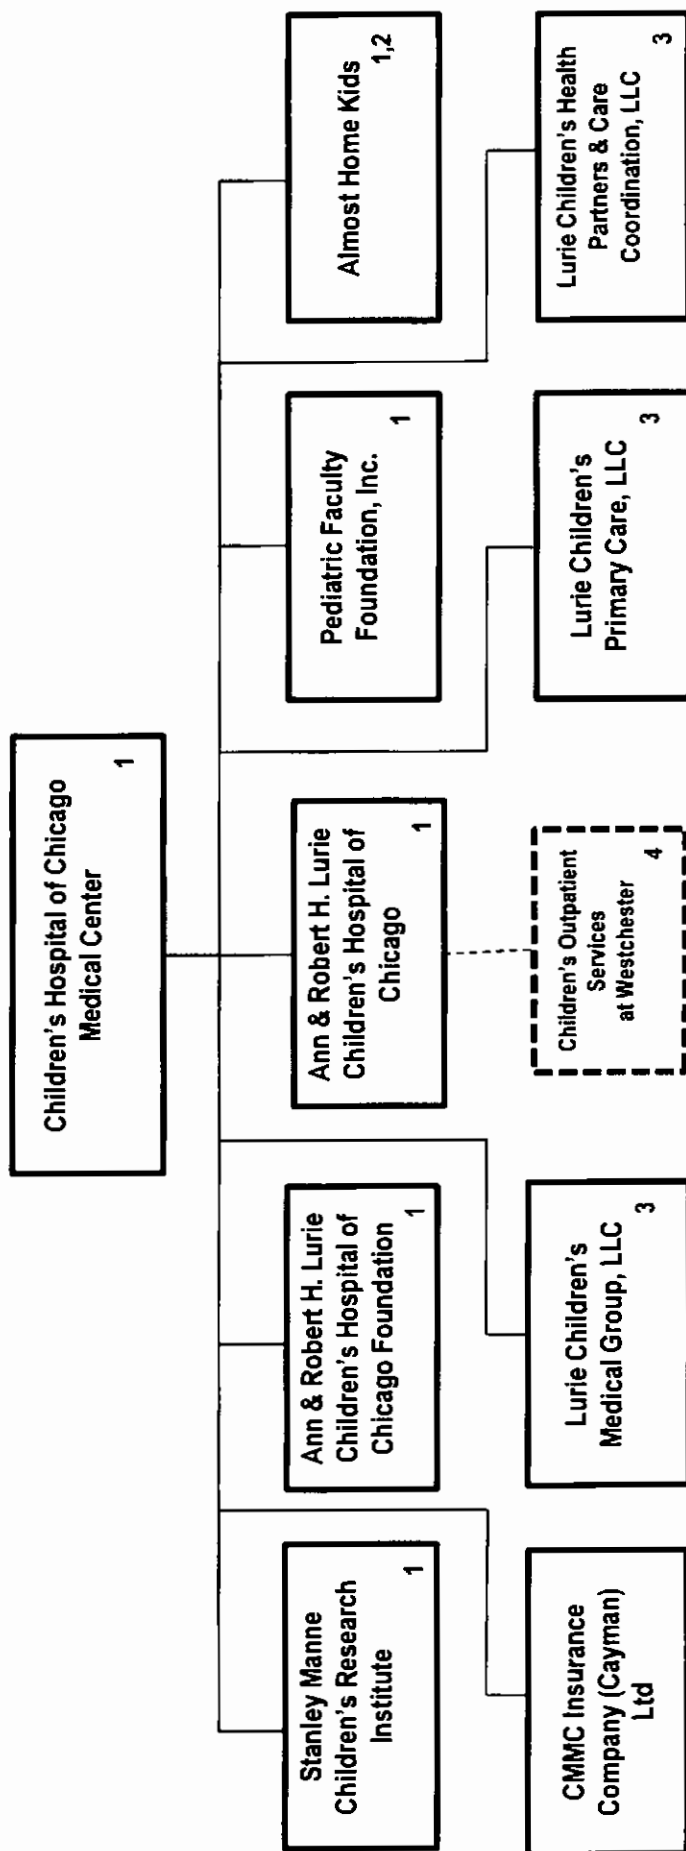 Children's Hospital of Chicago
Medical Center
1
Stanley Manne
Children's Research
Institute
1
Ann & Robert H. Lurie
Children's Hospital of
Chicago Foundation
1
Ann & Robert H. Lurie
Children's Hospital of
Chicago
1
Pediatric Faculty
Foundation, Inc.
1
Almost Home Kids
1,2
CMMC Insurance
Company (Cayman)
Ltd
Lurie Children's
Medical Group, LLC
3
Children's Outpatient
Services
at Westchester
4
Lurie Children's
Primary Care, LLC
3
Lurie Children's Health
Partners & Care
Coordination, LLC
3